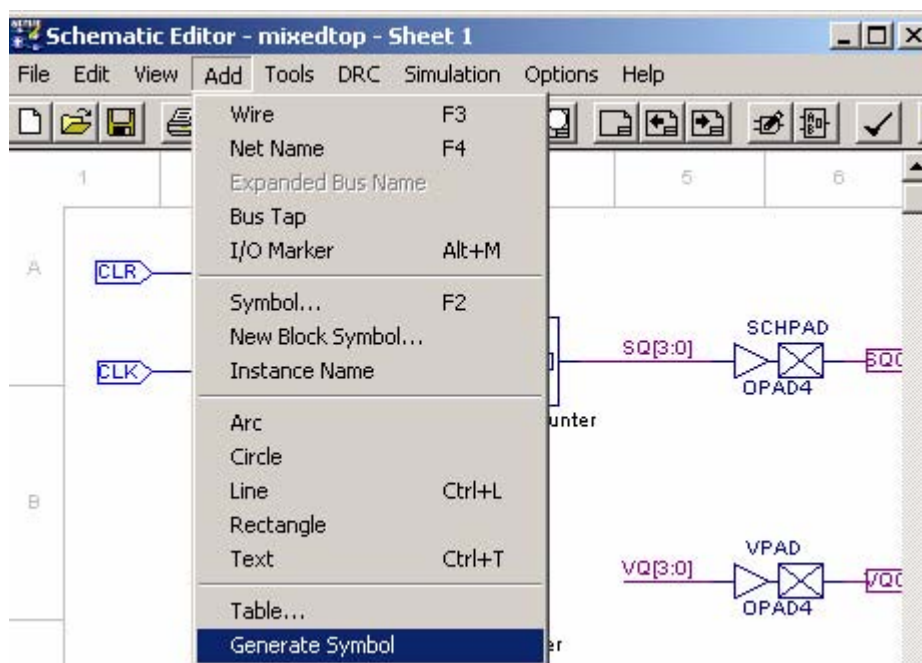 Schematic Editor - mixedtop - Sheet 1
File Edit View Add Tools DRC Simulation Options Help
Wire F3
Net Name F4
Expanded Bus Name
Bus Tap
I/O Marker Alt+M
Symbol... F2
New Block Symbol...
Instance Name
Arc
Circle
Line Ctrl+L
Rectangle
Text Ctrl+T
Table...
Generate Symbol
1 5 6
A
B
CLR
CLK
SQ[3:0]
SCHPAD
OPAD4
VQ[3:0]
VPAD
OPAD4